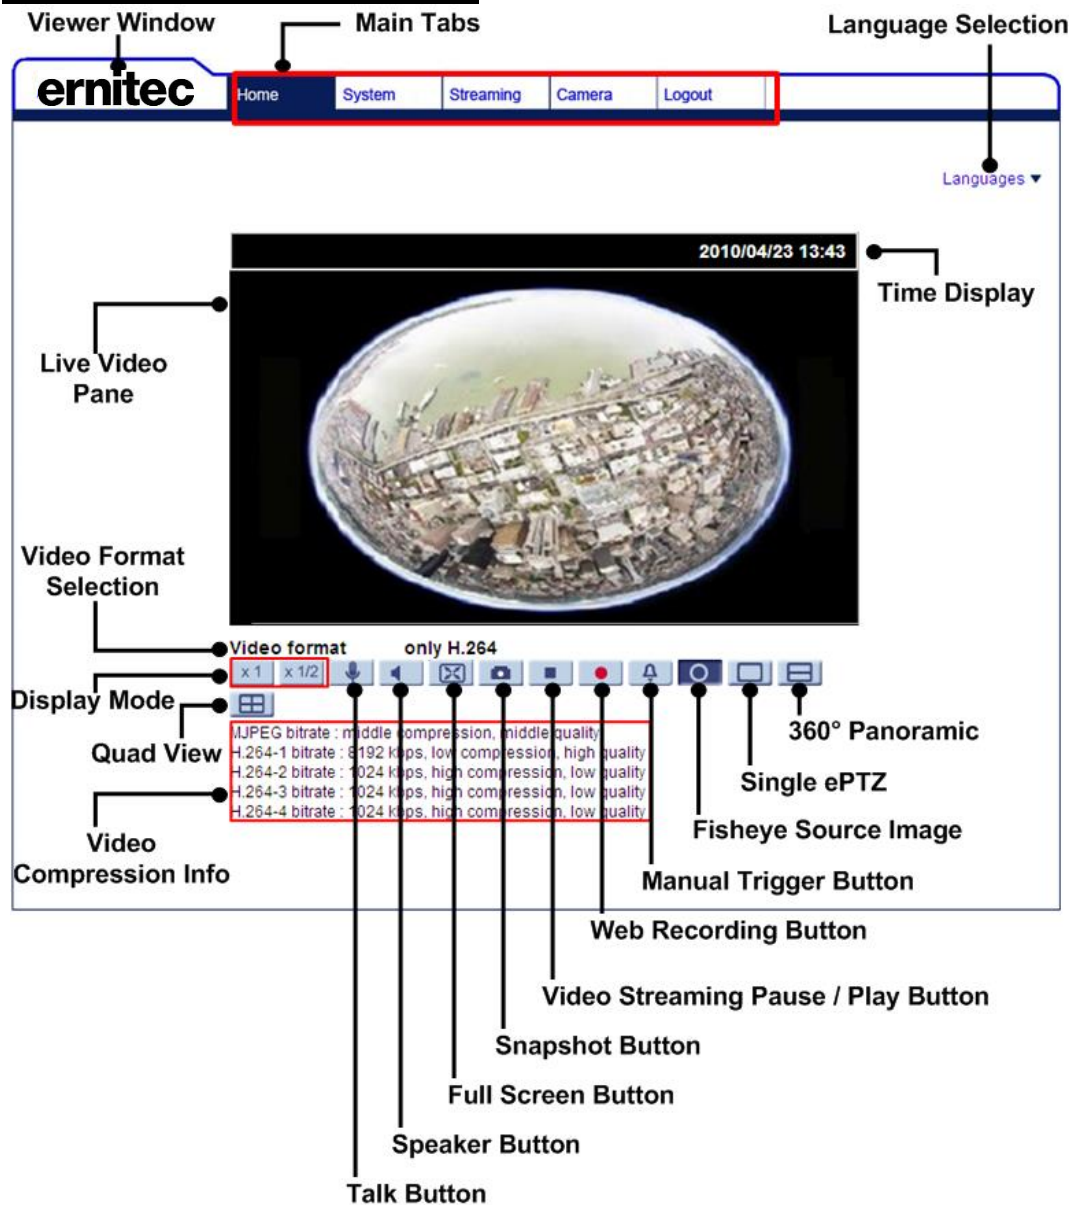 Viewer Window
Main Tabs
Language Selection
ernitec
Home
System
Streaming
Camera
Logout
Languages
2010/04/23 13:43
Time Display
Live Video
Pane
Video Format
Selection
Video format only H.264
x 1
x 1/2
Display Mode
Quad View
360° Panoramic
MJPEG bitrate : middle compression, middle quality
H.264-1 bitrate : 8192 kbps, low compression, high quality
H.264-2 bitrate : 1024 kbps, high compression, low quality
H.264-3 bitrate : 1024 kbps, high compression, low quality
H.264-4 bitrate : 1024 kbps, high compression, low quality
Single ePTZ
Video
Compression Info
Fisheye Source Image
Manual Trigger Button
Web Recording Button
Video Streaming Pause / Play Button
Snapshot Button
Full Screen Button
Speaker Button
Talk Button